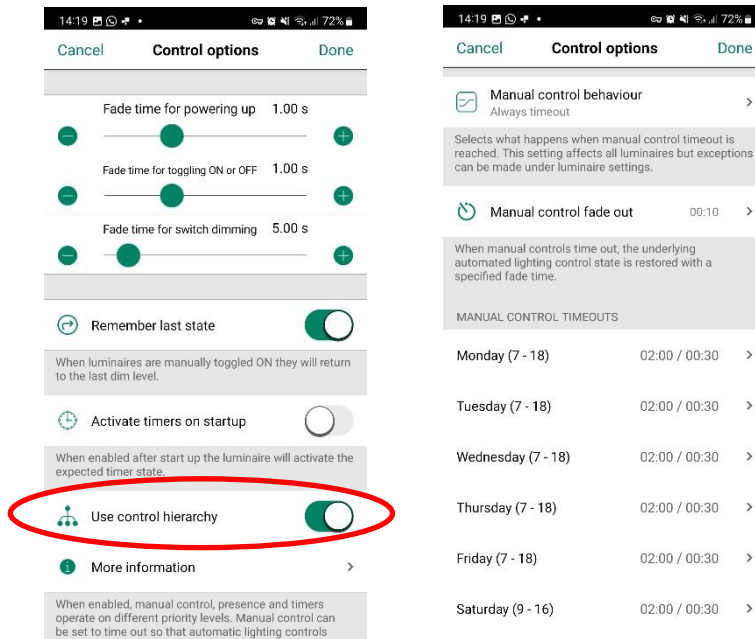 14:19 72%
Cancel Control options Done
Fade time for powering up 1.00 s
Fade time for toggling ON or OFF 1.00 s
Fade time for switch dimming 5.00 s
Remember last state
When luminaires are manually toggled ON they will return
to the last dim level.
Activate timers on startup
When enabled after start up the luminaire will activate the
expected timer state.
Use control hierarchy
More information
When enabled, manual control, presence and timers
operate on different priority levels. Manual control can
be set to time out so that automatic lighting controls
14:19 72%
Cancel Control options Done
Manual control behaviour
Always timeout
Selects what happens when manual control timeout is
reached. This setting affects all luminaires but exceptions
can be made under luminaire settings.
Manual control fade out 00:10
When manual controls time out, the underlying
automated lighting control state is restored with a
specified fade time.
MANUAL CONTROL TIMEOUTS
Monday (7 - 18) 02:00 / 00:30
Tuesday (7 - 18) 02:00 / 00:30
Wednesday (7 - 18) 02:00 / 00:30
Thursday (7 - 18) 02:00 / 00:30
Friday (7 - 18) 02:00 / 00:30
Saturday (9 - 16) 02:00 / 00:30